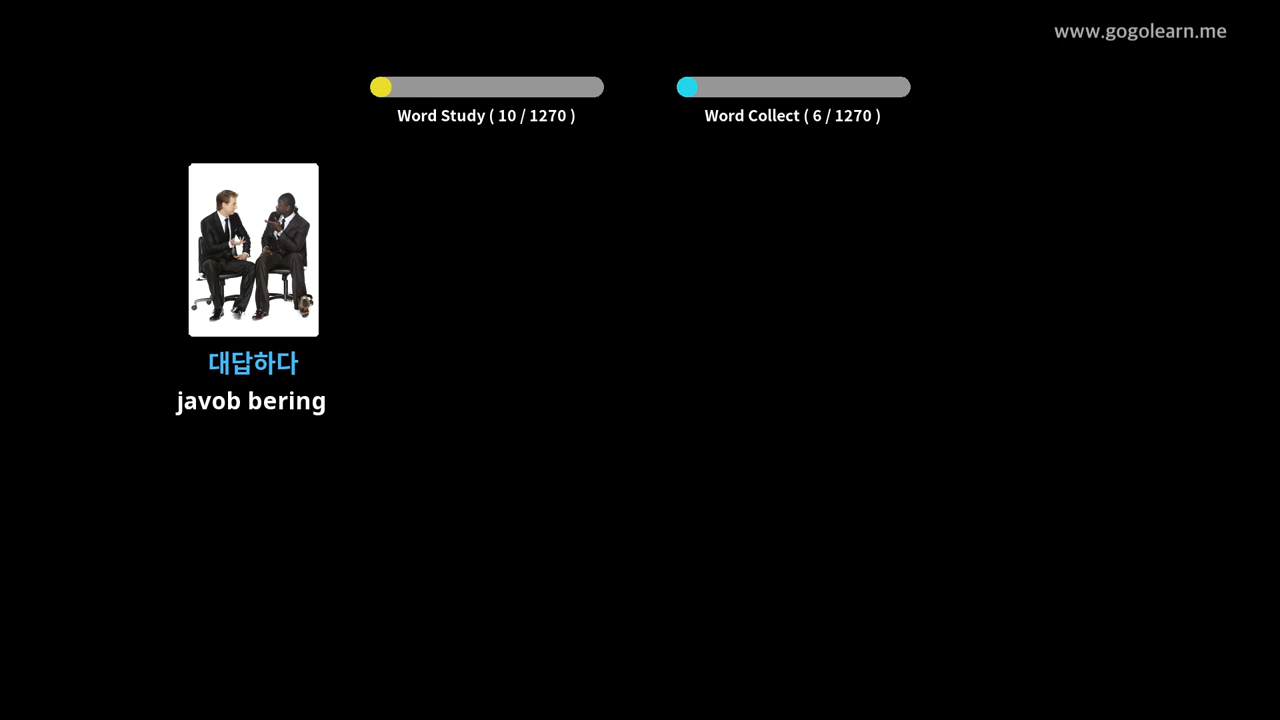 www.gogolearn.me
Word Study ( 10 / 1270 )
Word Collect ( 6 / 1270 )
대답하다
javob bering